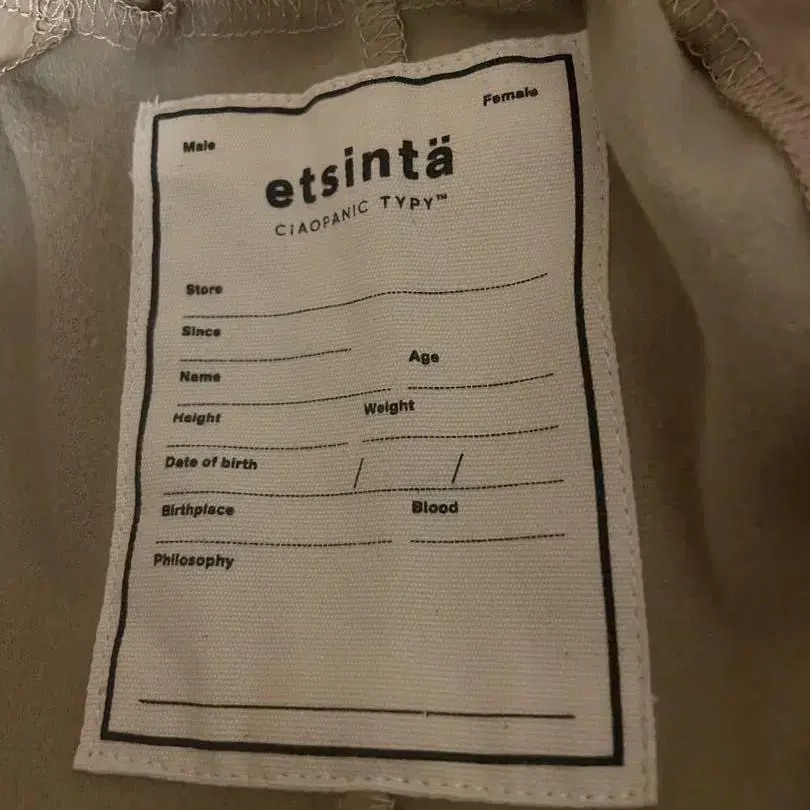 Male Female
etsintä
CIAOPANIC TYPY™
Store
Since
Name Age
Height Weight
Date of birth / /
Birthplace Blood
Philosophy